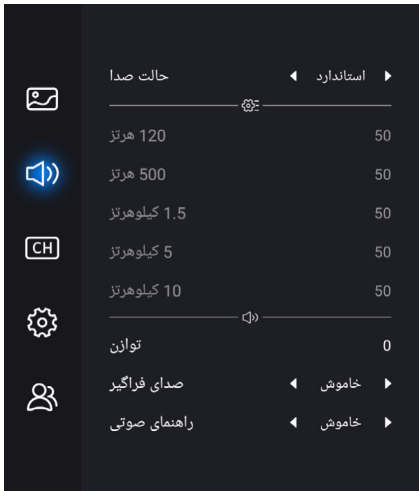 حالت صدا استاندارد
120 هرتز 50
500 هرتز 50
1.5 کیلوهرتز 50
5 کیلوهرتز 50
10 کیلوهرتز 50
توازن 0
صدای فراگیر خاموش
راهنمای صوتی خاموش
CH